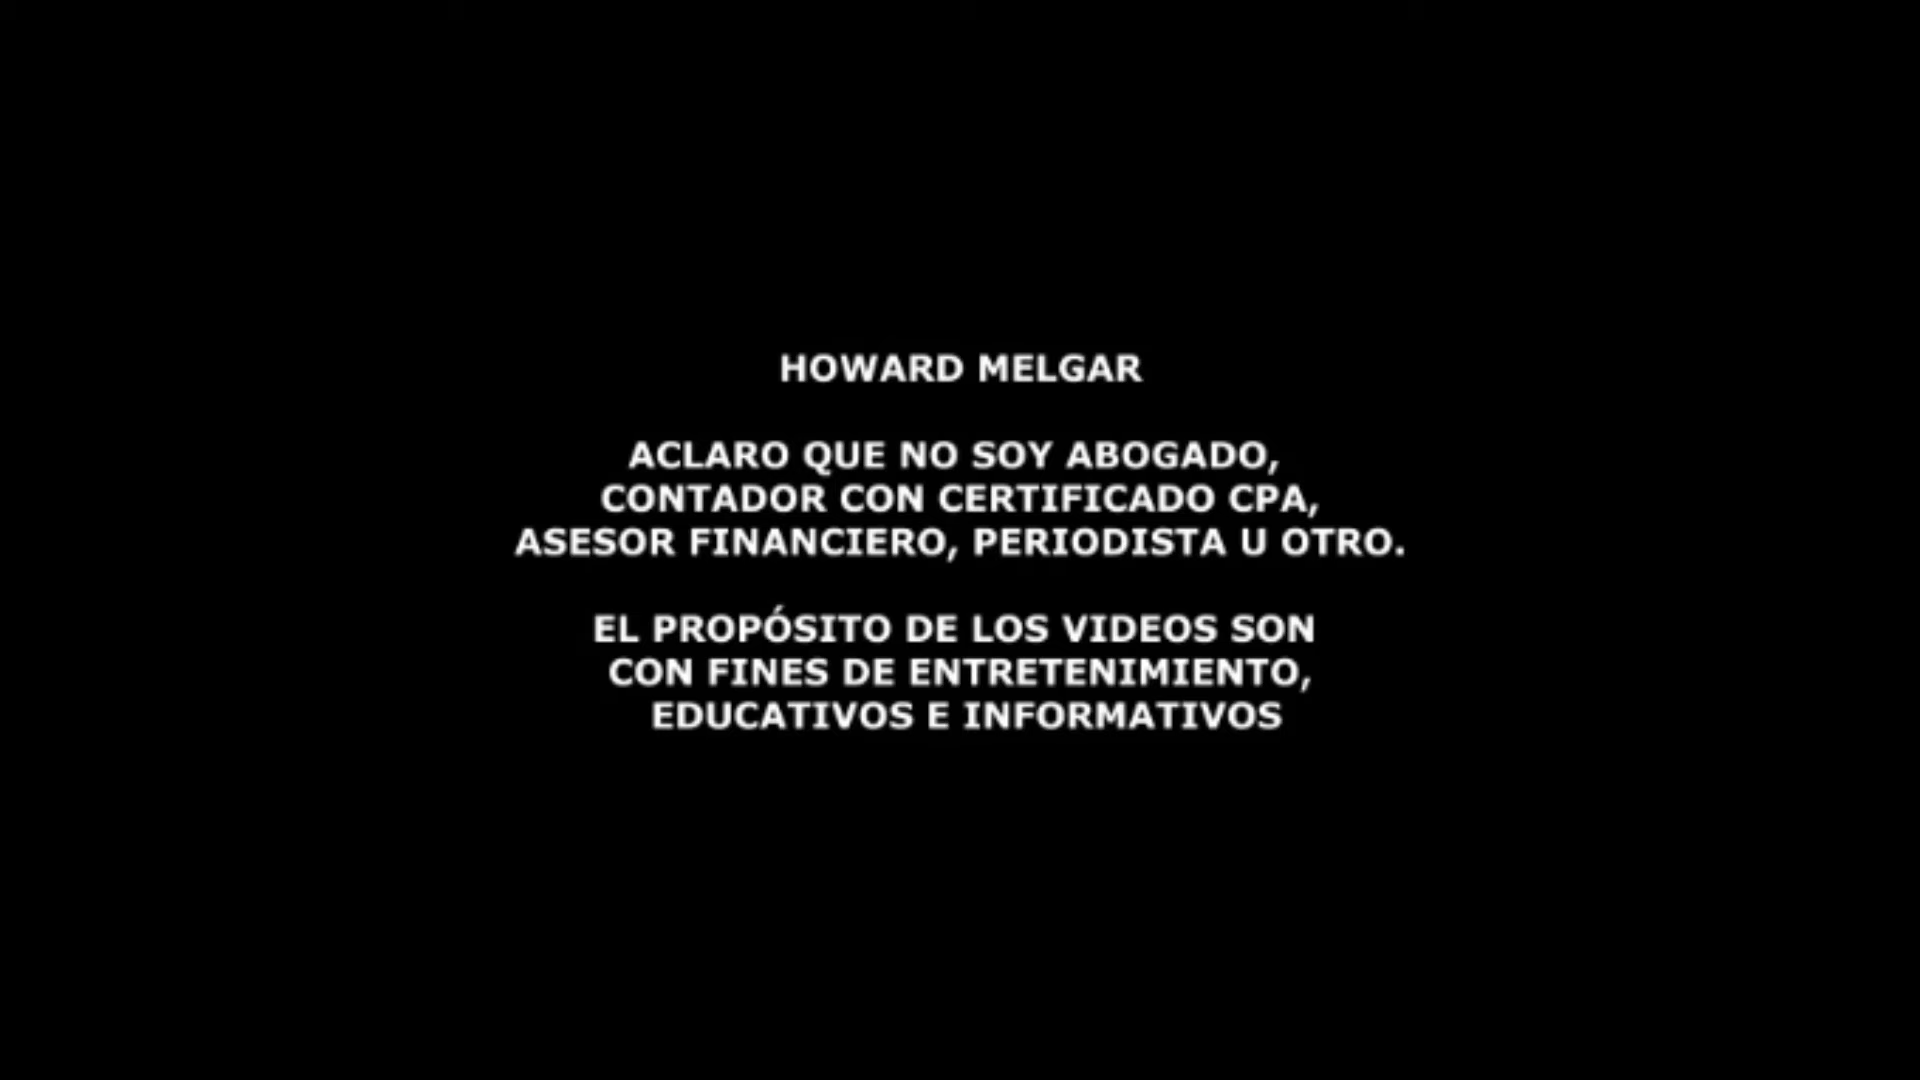 HOWARD MELGAR
ACLARO QUE NO SOY ABOGADO,
CONTADOR CON CERTIFICADO CPA,
ASESOR FINANCIERO, PERIODISTA U OTRO.
EL PROPÓSITO DE LOS VIDEOS SON
CON FINES DE ENTRETENIMIENTO,
EDUCATIVOS E INFORMATIVOS